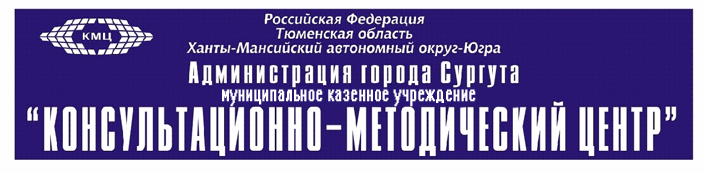 КМЦ
Российская Федерация
Тюменская область
Ханты-Мансийский автономный округ-Югра
Администрация города Сургута
муниципальное казенное учреждение
“КОНСУЛЬТАЦИОННО-МЕТОДИЧЕСКИЙ ЦЕНТР”